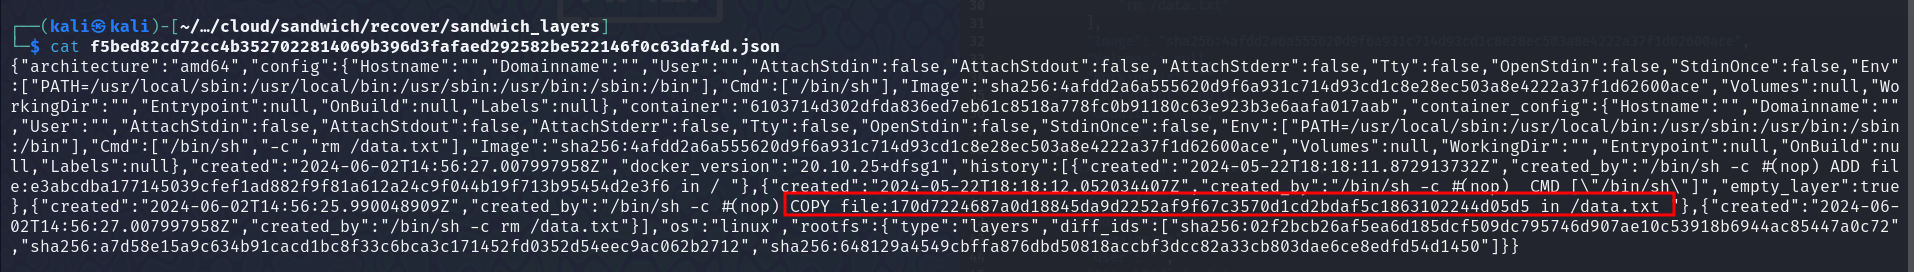 ┌──(kali㉿kali)-[~/…/cloud/sandwich/recover/sandwich_layers]
└─$ cat f5bed82cd72cc4b3527022814069b396d3fafaed292582be522146f0c63daf4d.json
{"architecture":"amd64","config":{"Hostname":"","Domainname":"","User":"","AttachStdin":false,"AttachStdout":false,"AttachStderr":false,"Tty":false,"OpenStdin":false,"StdinOnce":false,"Env"
:["PATH=/usr/local/sbin:/usr/local/bin:/usr/sbin:/usr/bin:/sbin:/bin"],"Cmd":["/bin/sh"],"Image":"sha256:4afdd2a6a555620d9f6a931c714d93cd1c8e28ec503a8e4222a37f1d62600ace","Volumes":null,"Wo
rkingDir":"","Entrypoint":null,"OnBuild":null,"Labels":null},"container":"6103714d302dfda836ed7eb61c8518a778fc0b91180c63e923b3e6aafa017aab","container_config":{"Hostname":"","Domainname":""
,"User":"","AttachStdin":false,"AttachStdout":false,"AttachStderr":false,"Tty":false,"OpenStdin":false,"StdinOnce":false,"Env":["PATH=/usr/local/sbin:/usr/local/bin:/usr/sbin:/usr/bin:/sbin
:/bin"],"Cmd":["/bin/sh","-c","rm /data.txt"],"Image":"sha256:4afdd2a6a555620d9f6a931c714d93cd1c8e28ec503a8e4222a37f1d62600ace","Volumes":null,"WorkingDir":"","Entrypoint":null,"OnBuild":nu
ll,"Labels":null},"created":"2024-06-02T14:56:27.007997958Z","docker_version":"20.10.25+dfsg1","history":[{"created":"2024-05-22T18:18:11.872913732Z","created_by":"/bin/sh -c #(nop) ADD fil
e:e3abcdba177145039cfef1ad882f9f81a612a24c9f044b19f713b95454d2e3f6 in / "},{"created":"2024-05-22T18:18:12.052034407Z","created_by":"/bin/sh -c #(nop)  CMD [\"/bin/sh\"]","empty_layer":true
},{"created":"2024-06-02T14:56:25.990048909Z","created_by":"/bin/sh -c #(nop) COPY file:170d7224687a0d18845da9d2252af9f67c3570d1cd2bdaf5c1863102244d05d5 in /data.txt "},{"created":"2024-06-
02T14:56:27.007997958Z","created_by":"/bin/sh -c rm /data.txt"}],"os":"linux","rootfs":{"type":"layers","diff_ids":["sha256:02f2bcb26af5ea6d185dcf509dc795746d907ae10c53918b6944ac85447a0c72"
,"sha256:a7d58e15a9c634b91cacd1bc8f33c6bca3c171452fd0352d54eec9ac062b2712","sha256:648129a4549cbffa876dbd50818accbf3dcc82a33cb803dae6ce8edfd54d1450"]}}